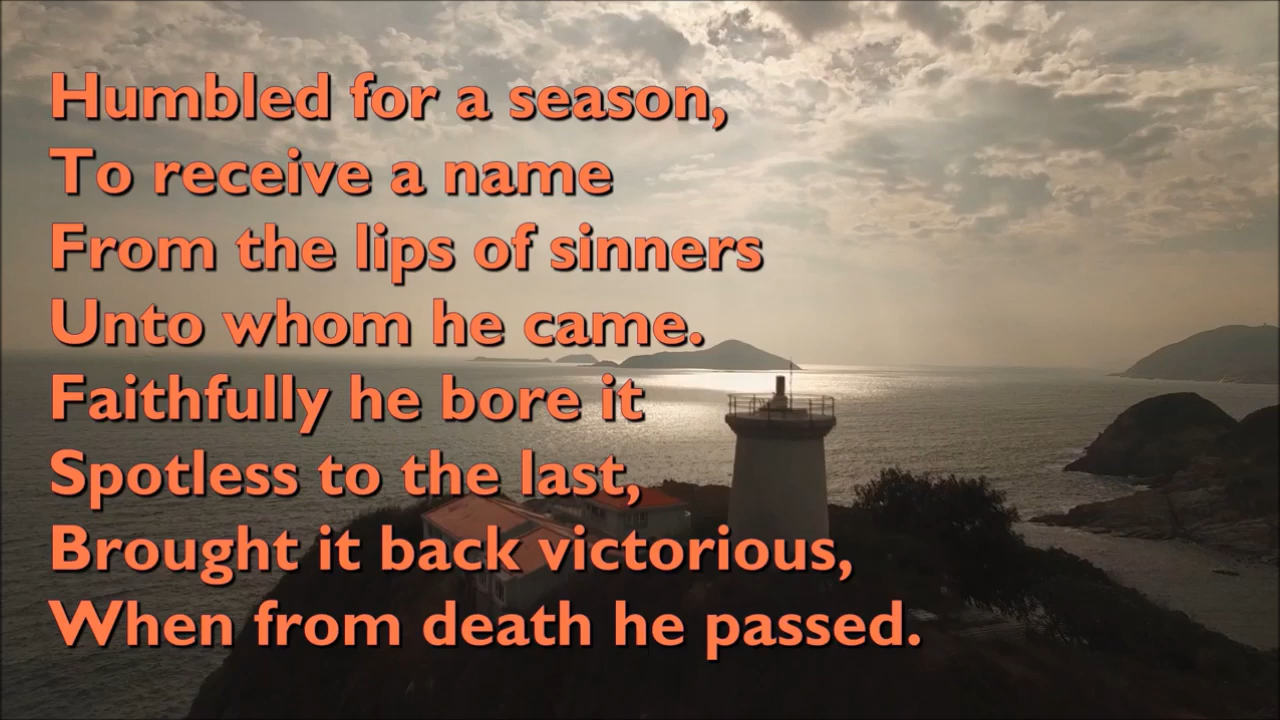 Humbled for a season,
To receive a name
From the lips of sinners
Unto whom he came.
Faithfully he bore it
Spotless to the last,
Brought it back victorious,
When from death he passed.